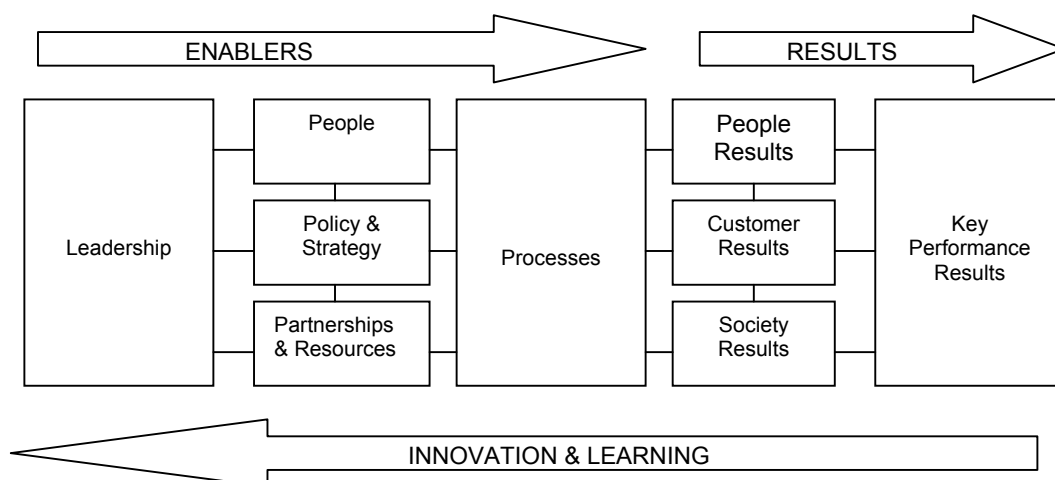 ENABLERS
RESULTS
Leadership
People
Policy &
Strategy
Partnerships
& Resources
Processes
People
Results
Customer
Results
Society
Results
Key
Performance
Results
INNOVATION & LEARNING